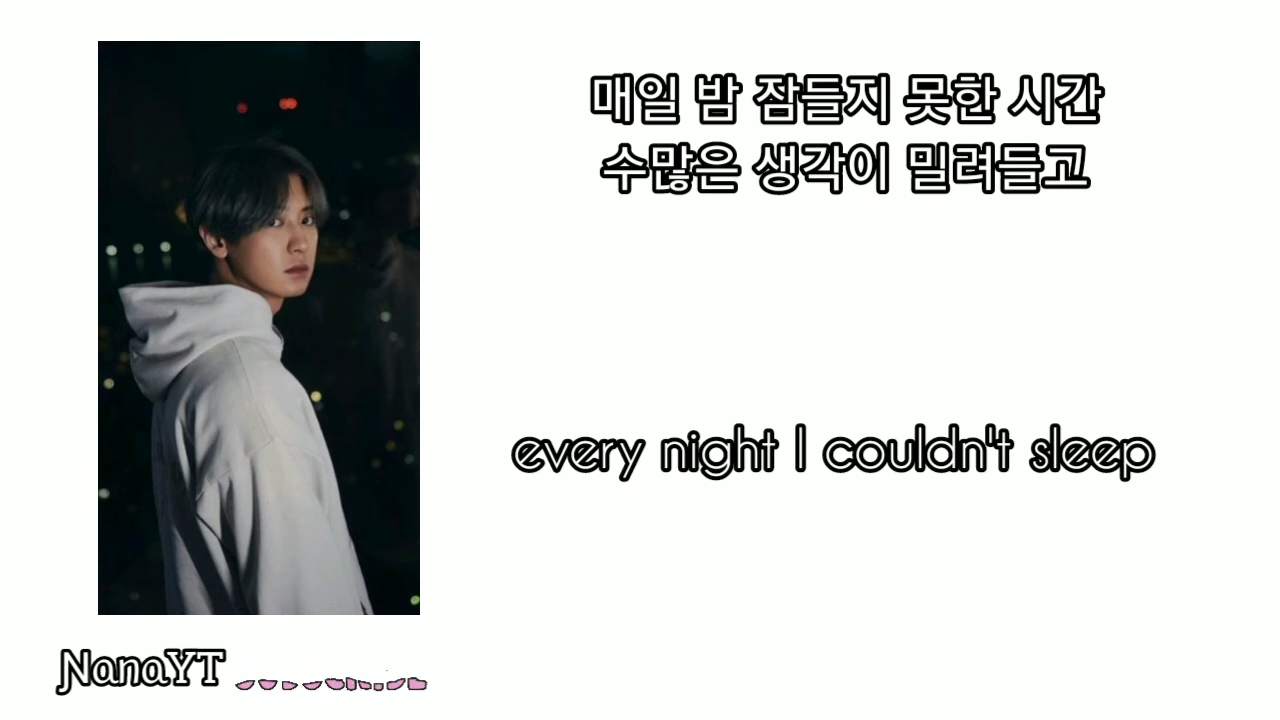 매일 밤 잠들지 못한 시간
수많은 생각이 밀려들고
every night I couldn't sleep
NanaYT